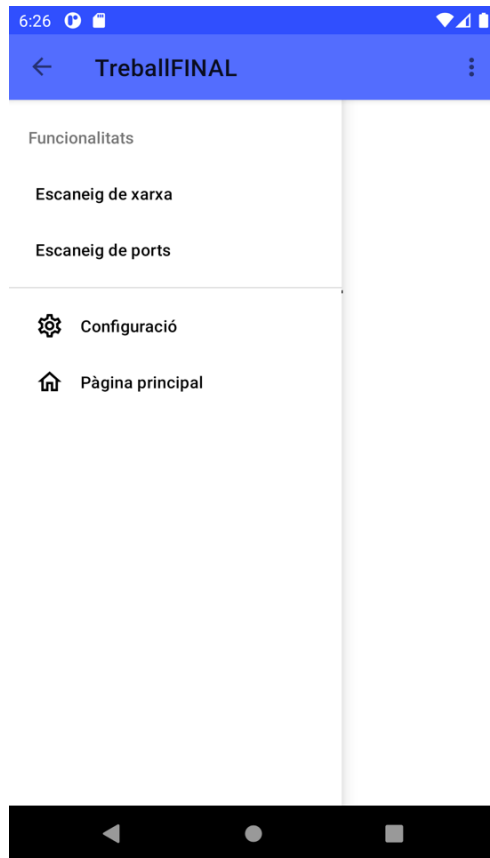 6:26
TreballFINAL
Funcionalitats
Escaneig de xarxa
Escaneig de ports
Configuració
Pàgina principal